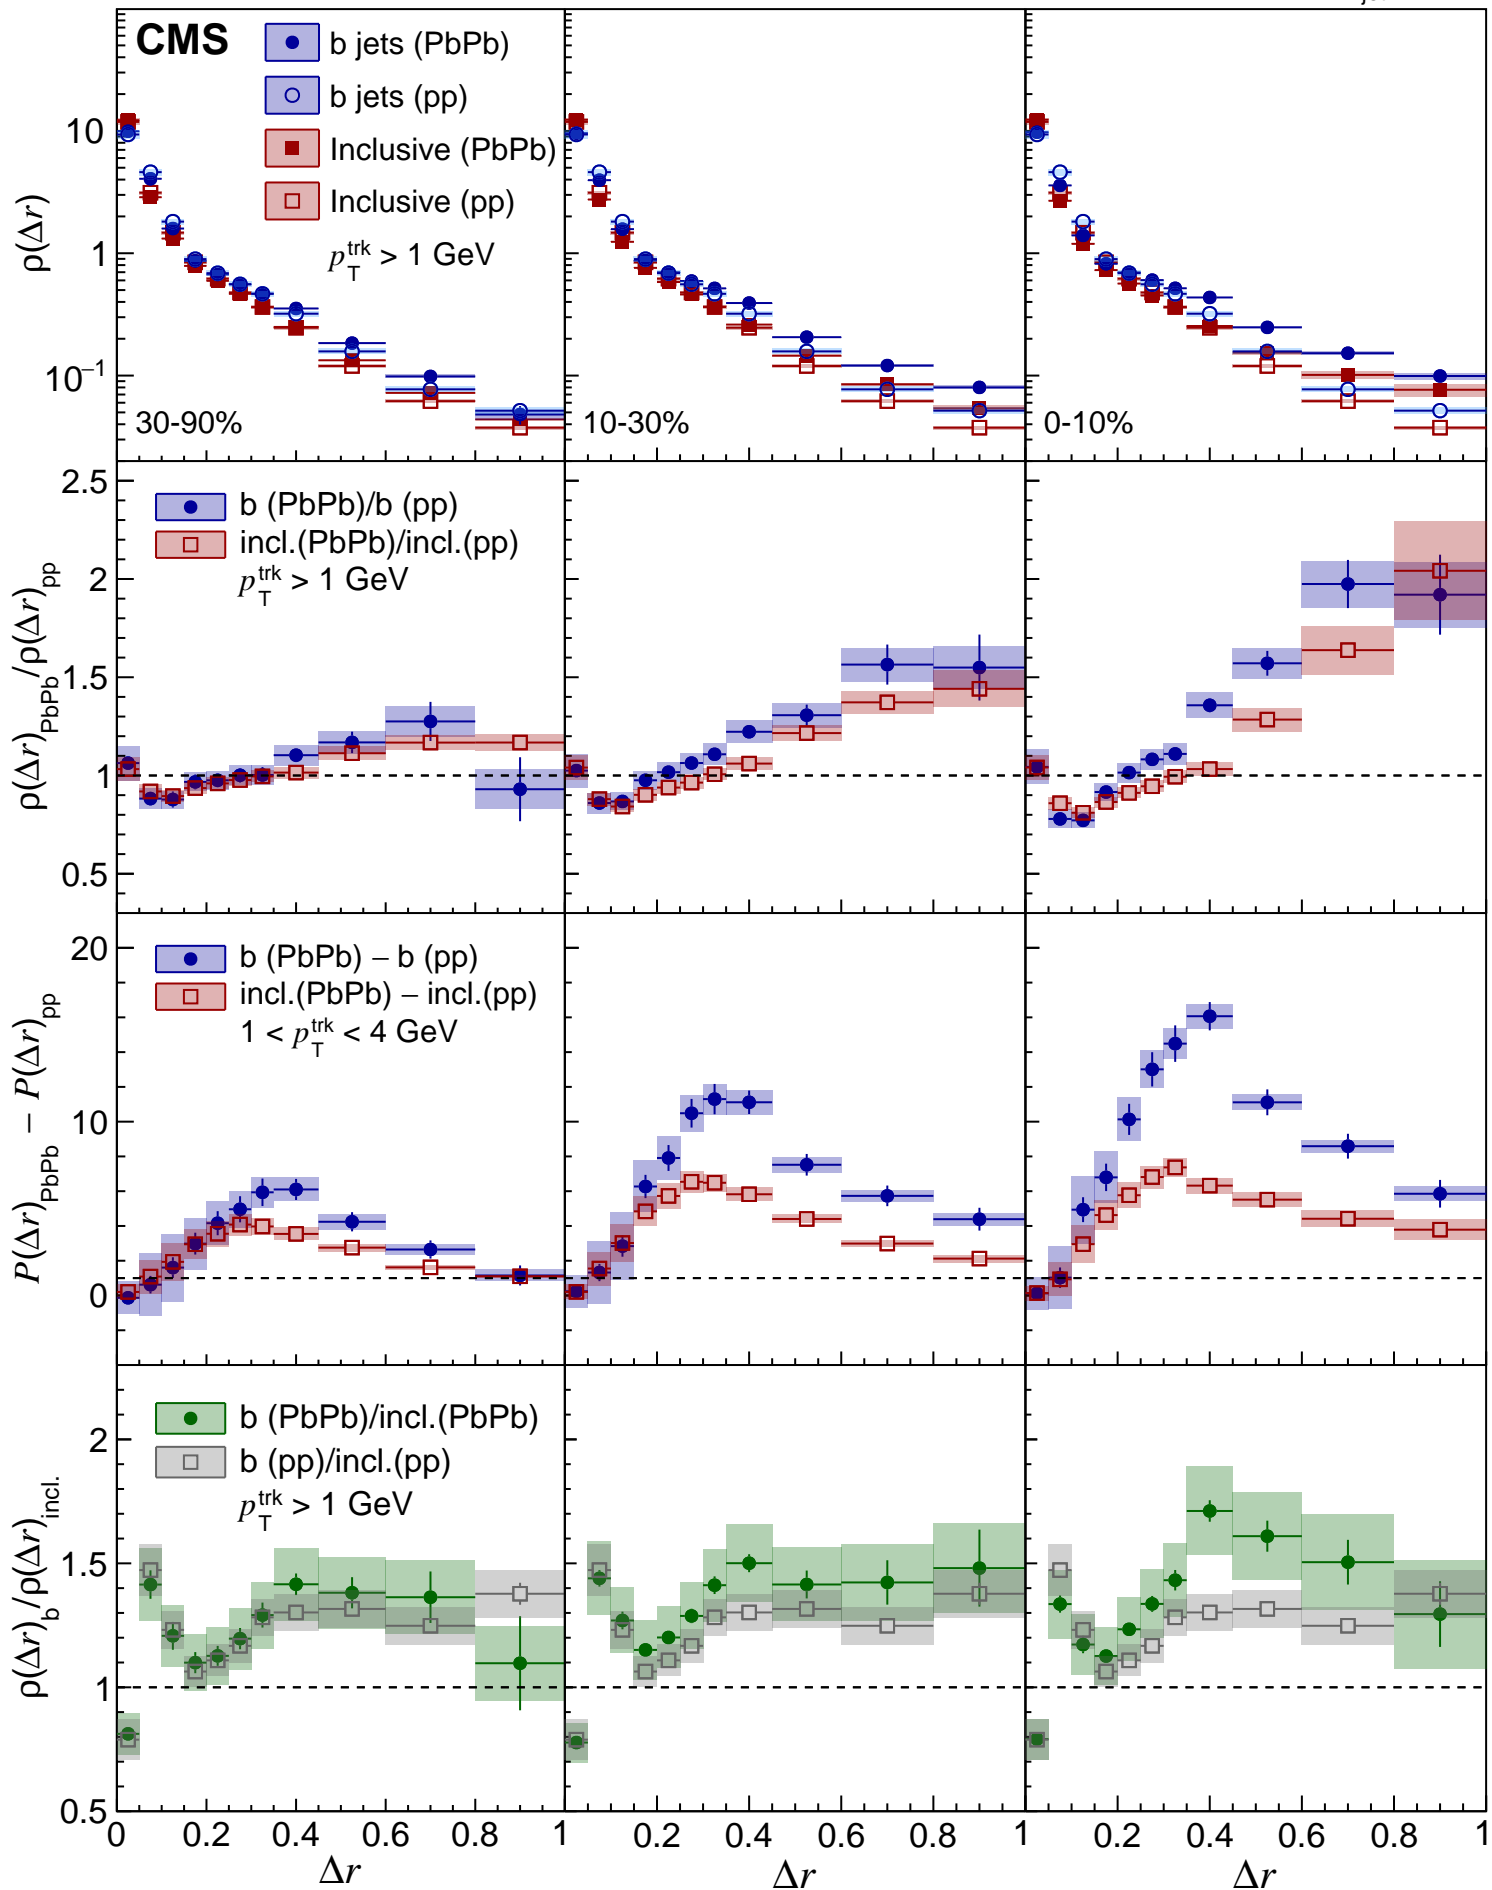 CMS
b jets (PbPb)
b jets (pp)
Inclusive (PbPb)
Inclusive (pp)
p_T^trk > 1 GeV
ρ(Δr)
10
1
10⁻¹
30-90%
10-30%
0-10%
b (PbPb)/b (pp)
incl.(PbPb)/incl.(pp)
p_T^trk > 1 GeV
ρ(Δr)_PbPb/ρ(Δr)_pp
2.5
2
1.5
1
0.5
b (PbPb) − b (pp)
incl.(PbPb) − incl.(pp)
1 < p_T^trk < 4 GeV
P(Δr)_PbPb − P(Δr)_pp
20
10
0
b (PbPb)/incl.(PbPb)
b (pp)/incl.(pp)
p_T^trk > 1 GeV
ρ(Δr)_b/ρ(Δr)_incl.
2
1.5
1
0.5
0 0.2 0.4 0.6 0.8 1
0.2 0.4 0.6 0.8 1
0.2 0.4 0.6 0.8 1
Δr
Δr
Δr